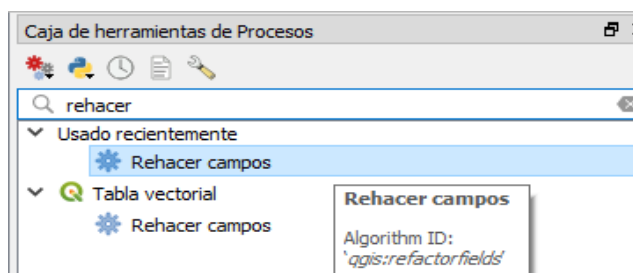 Caja de herramientas de Procesos
rehacer
Usado recientemente
Rehacer campos
Tabla vectorial
Rehacer campos
Rehacer campos
Algorithm ID:
'qgis:refactorfields'